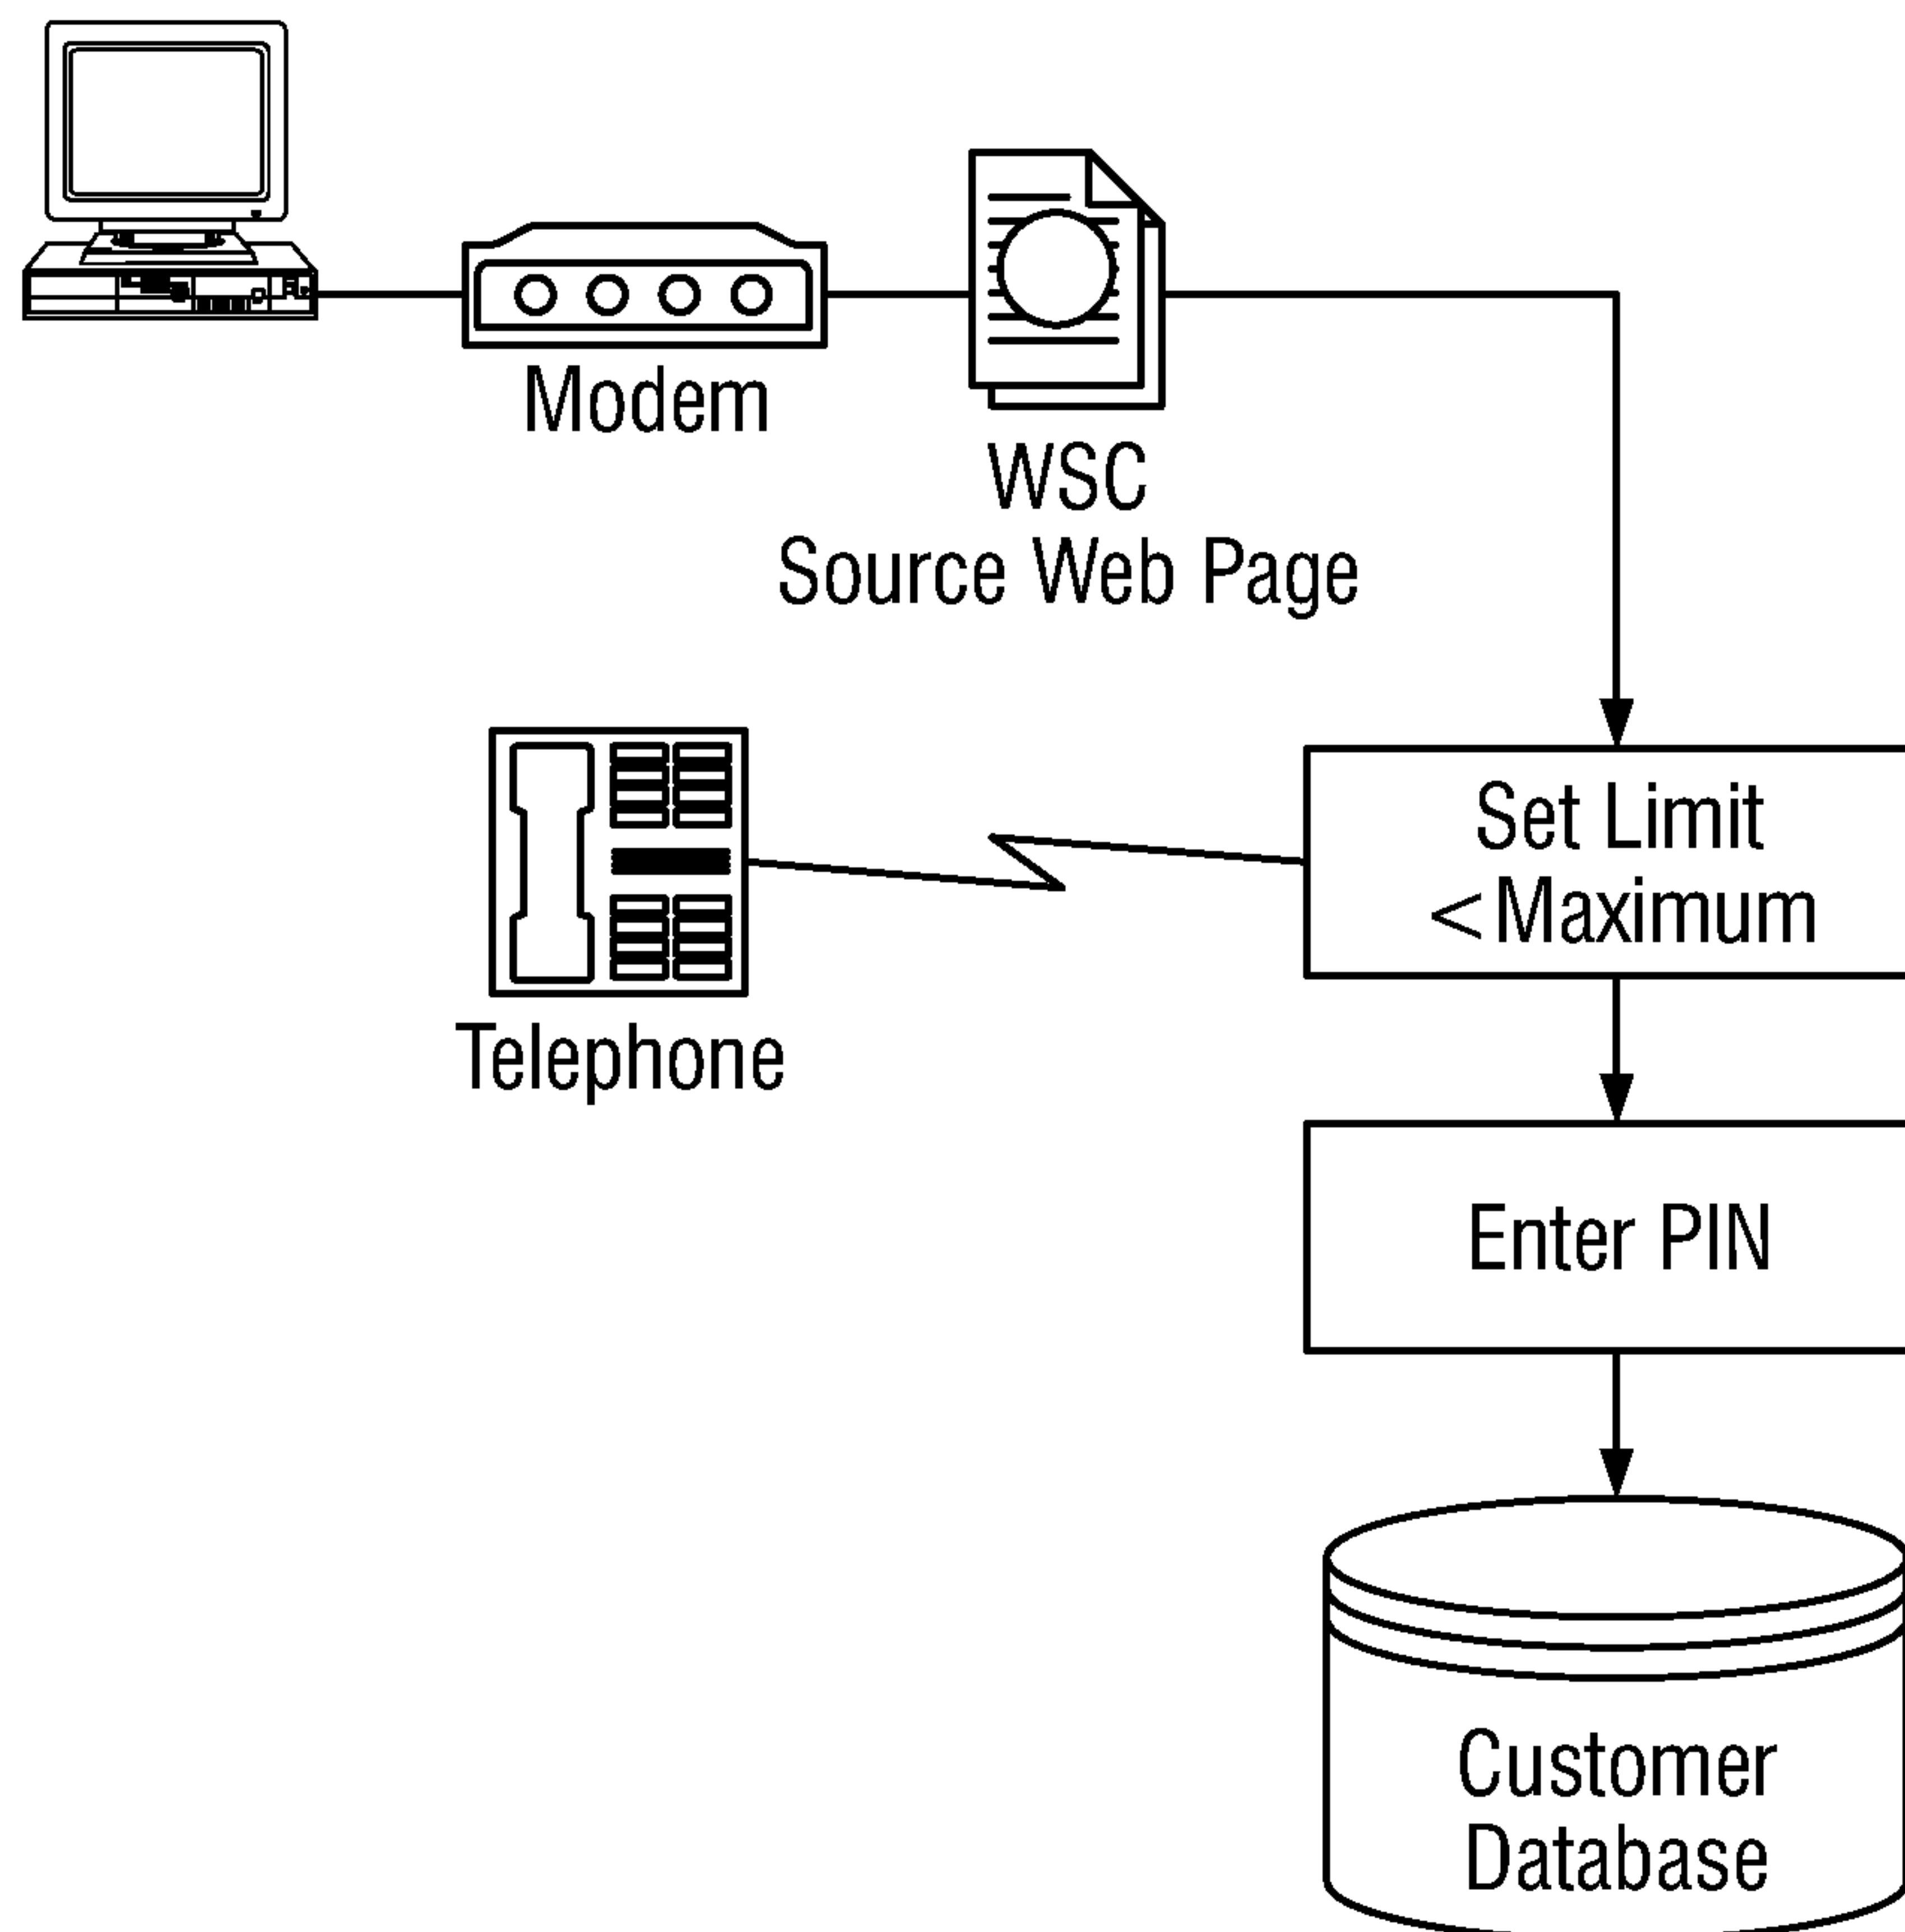 Modem
WSC
Source Web Page
Set Limit
< Maximum
Telephone
Enter PIN
Customer
Database